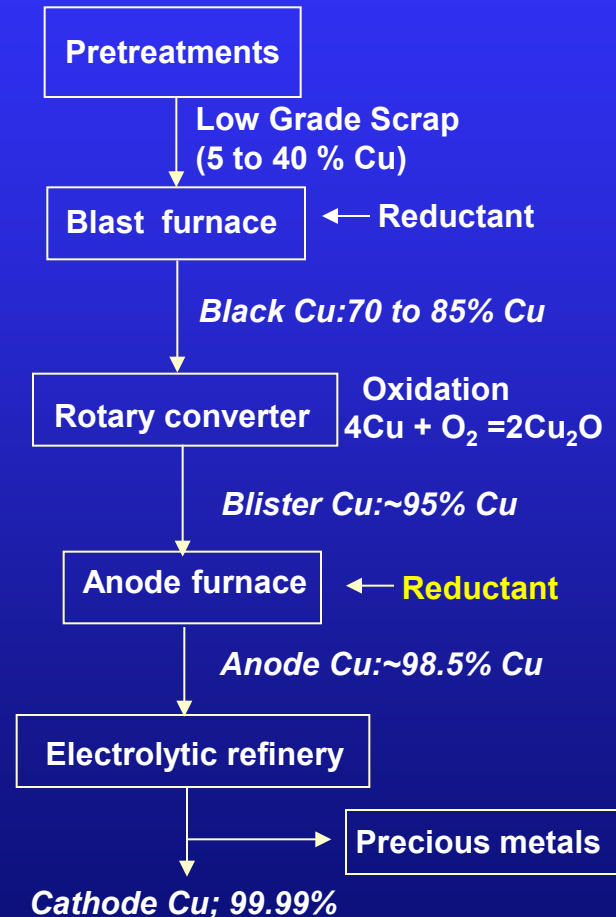 Pretreatments
Low Grade Scrap
(5 to 40 % Cu)
Blast furnace
Reductant
Black Cu:70 to 85% Cu
Rotary converter
Oxidation
4Cu + O₂ =2Cu₂O
Blister Cu:~95% Cu
Anode furnace
Reductant
Anode Cu:~98.5% Cu
Electrolytic refinery
Precious metals
Cathode Cu; 99.99%